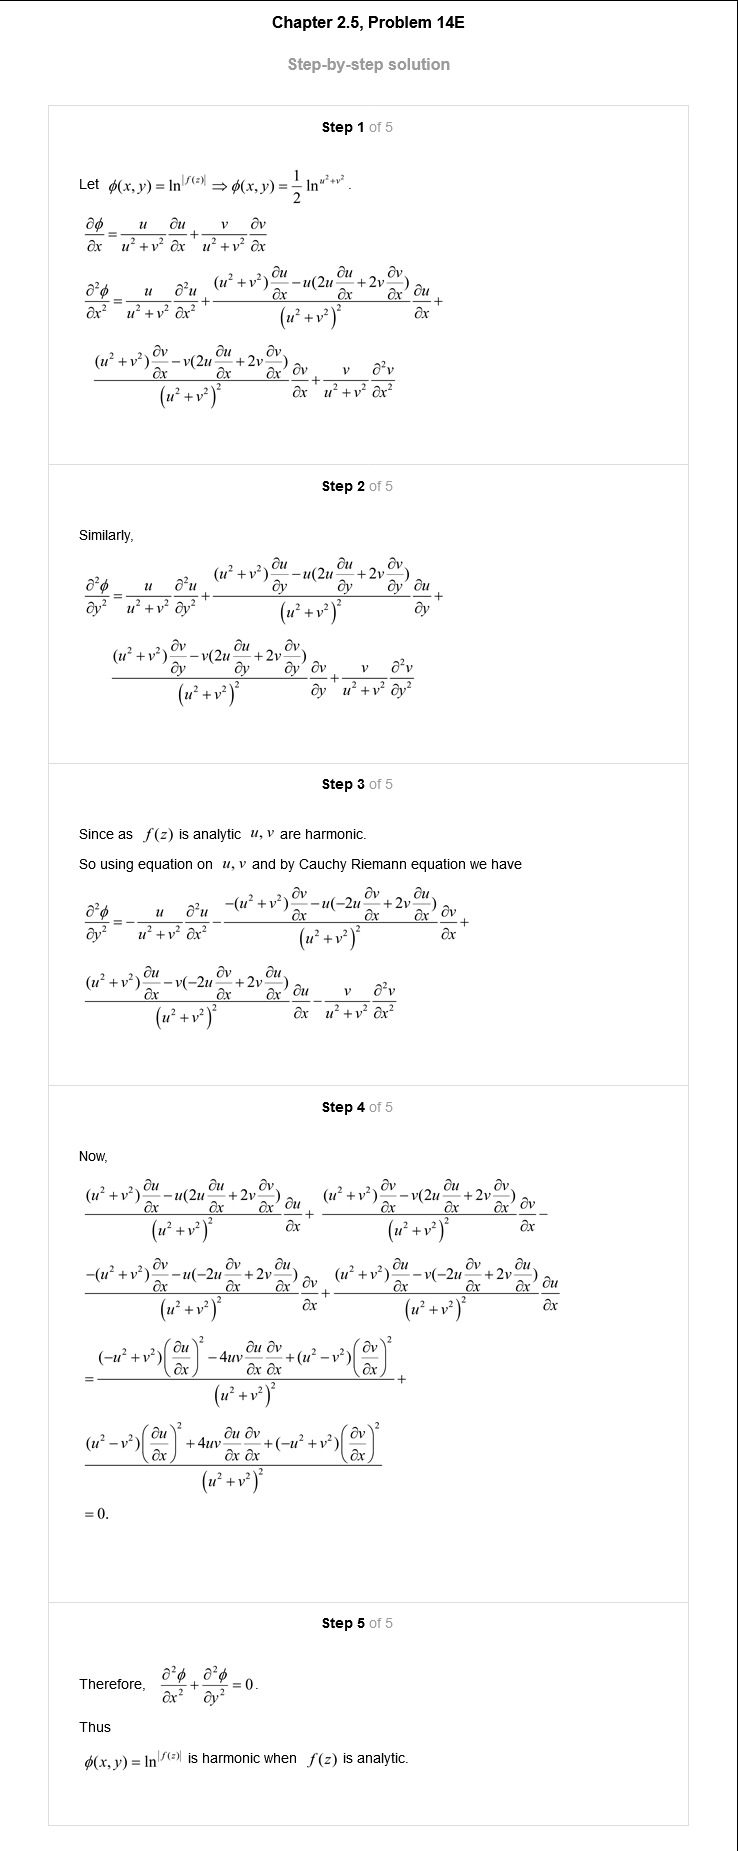 Chapter 2.5, Problem 14E
Step-by-step solution
Step 1 of 5
Let $\phi(x,y)=\ln^{|f(z)|}\Rightarrow\phi(x,y)=\frac{1}{2}\ln^{u^2+v^2}$.
$\frac{\partial\phi}{\partial x}=\frac{u}{u^2+v^2}\frac{\partial u}{\partial x}+\frac{v}{u^2+v^2}\frac{\partial v}{\partial x}$
$\frac{\partial^2\phi}{\partial x^2}=\frac{u}{u^2+v^2}\frac{\partial^2 u}{\partial x^2}+\frac{(u^2+v^2)\frac{\partial u}{\partial x}-u(2u\frac{\partial u}{\partial x}+2v\frac{\partial v}{\partial x})}{(u^2+v^2)^2}\frac{\partial u}{\partial x}+$
$\frac{(u^2+v^2)\frac{\partial v}{\partial x}-v(2u\frac{\partial u}{\partial x}+2v\frac{\partial v}{\partial x})}{(u^2+v^2)^2}\frac{\partial v}{\partial x}+\frac{v}{u^2+v^2}\frac{\partial^2 v}{\partial x^2}$
Step 2 of 5
Similarly,
$\frac{\partial^2\phi}{\partial y^2}=\frac{u}{u^2+v^2}\frac{\partial^2 u}{\partial y^2}+\frac{(u^2+v^2)\frac{\partial u}{\partial y}-u(2u\frac{\partial u}{\partial y}+2v\frac{\partial v}{\partial y})}{(u^2+v^2)^2}\frac{\partial u}{\partial y}+$
$\frac{(u^2+v^2)\frac{\partial v}{\partial y}-v(2u\frac{\partial u}{\partial y}+2v\frac{\partial v}{\partial y})}{(u^2+v^2)^2}\frac{\partial v}{\partial y}+\frac{v}{u^2+v^2}\frac{\partial^2 v}{\partial y^2}$
Step 3 of 5
Since as $f(z)$ is analytic $u,v$ are harmonic.
So using equation on $u,v$ and by Cauchy Riemann equation we have
$\frac{\partial^2\phi}{\partial y^2}=-\frac{u}{u^2+v^2}\frac{\partial^2 u}{\partial x^2}-\frac{-(u^2+v^2)\frac{\partial v}{\partial x}-u(-2u\frac{\partial v}{\partial x}+2v\frac{\partial u}{\partial x})}{(u^2+v^2)^2}\frac{\partial v}{\partial x}+$
$\frac{(u^2+v^2)\frac{\partial u}{\partial x}-v(-2u\frac{\partial v}{\partial x}+2v\frac{\partial u}{\partial x})}{(u^2+v^2)^2}\frac{\partial u}{\partial x}-\frac{v}{u^2+v^2}\frac{\partial^2 v}{\partial x^2}$
Step 4 of 5
Now,
$\frac{(u^2+v^2)\frac{\partial u}{\partial x}-u(2u\frac{\partial u}{\partial x}+2v\frac{\partial v}{\partial x})}{(u^2+v^2)^2}\frac{\partial u}{\partial x}+\frac{(u^2+v^2)\frac{\partial v}{\partial x}-v(2u\frac{\partial u}{\partial x}+2v\frac{\partial v}{\partial x})}{(u^2+v^2)^2}\frac{\partial v}{\partial x}-$
$\frac{-(u^2+v^2)\frac{\partial v}{\partial x}-u(-2u\frac{\partial v}{\partial x}+2v\frac{\partial u}{\partial x})}{(u^2+v^2)^2}\frac{\partial v}{\partial x}+\frac{(u^2+v^2)\frac{\partial u}{\partial x}-v(-2u\frac{\partial v}{\partial x}+2v\frac{\partial u}{\partial x})}{(u^2+v^2)^2}\frac{\partial u}{\partial x}$
$=\frac{(-u^2+v^2)\left(\frac{\partial u}{\partial x}\right)^2-4uv\frac{\partial u}{\partial x}\frac{\partial v}{\partial x}+(u^2-v^2)\left(\frac{\partial v}{\partial x}\right)^2}{(u^2+v^2)^2}+$
$\frac{(u^2-v^2)\left(\frac{\partial u}{\partial x}\right)^2+4uv\frac{\partial u}{\partial x}\frac{\partial v}{\partial x}+(-u^2+v^2)\left(\frac{\partial v}{\partial x}\right)^2}{(u^2+v^2)^2}$
$=0.$
Step 5 of 5
Therefore, $\frac{\partial^2\phi}{\partial x^2}+\frac{\partial^2\phi}{\partial y^2}=0$.
Thus
$\phi(x,y)=\ln^{|f(z)|}$ is harmonic when $f(z)$ is analytic.